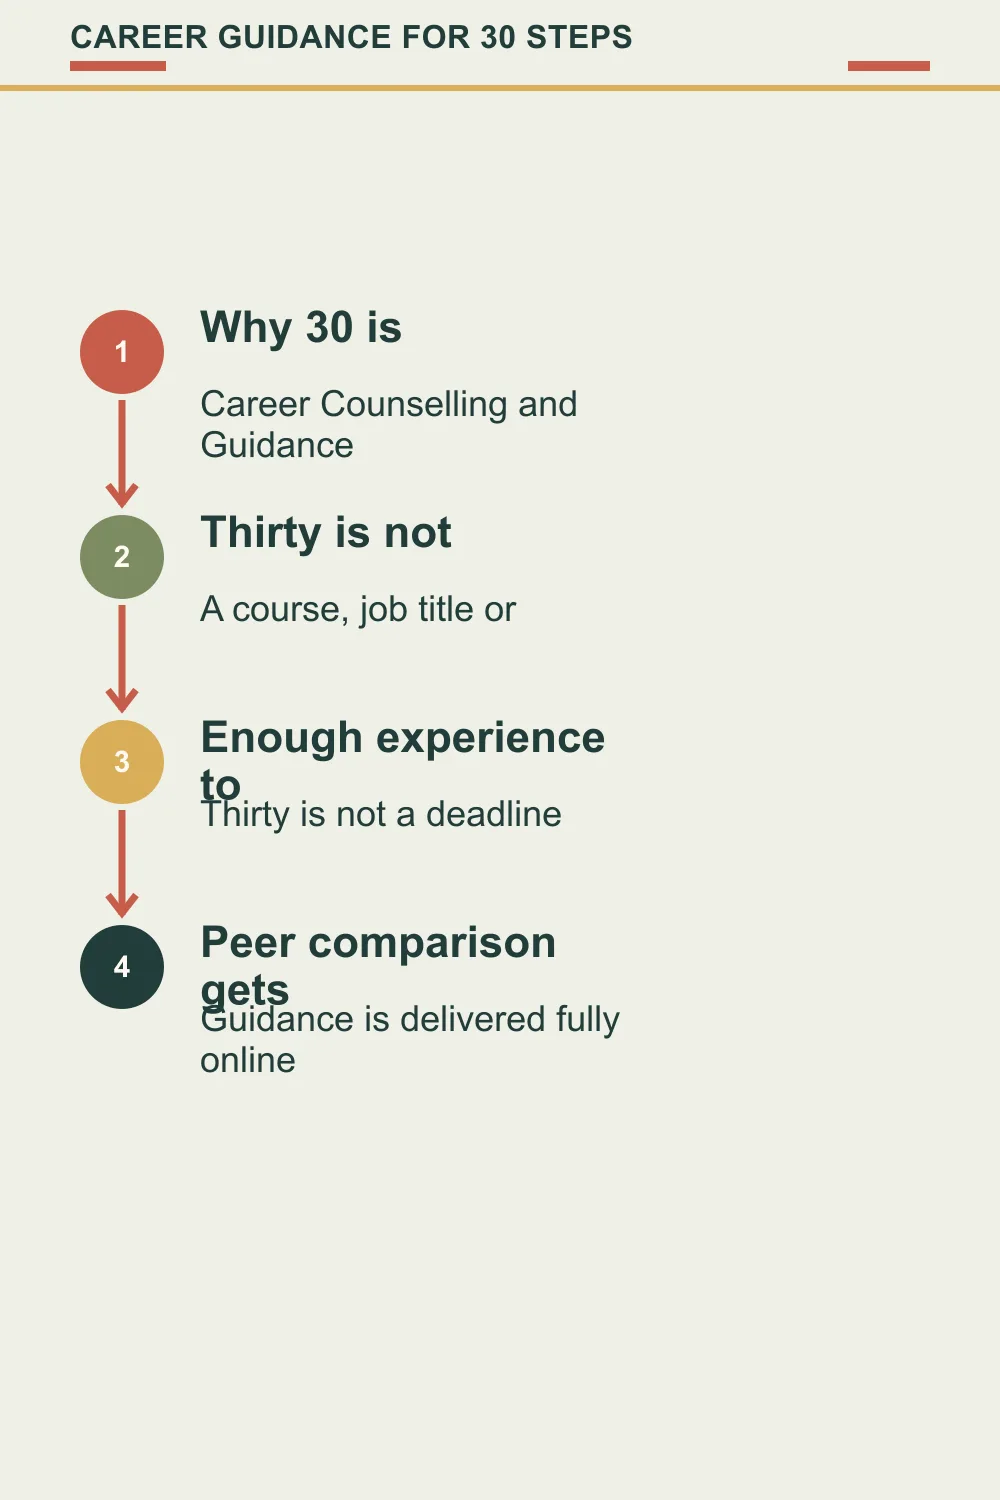 CAREER GUIDANCE FOR 30 STEPS
1
Why 30 is
Career Counselling and
Guidance
2
Thirty is not
A course, job title or
3
Enough experience
to
Thirty is not a deadline
4
Peer comparison
gets
Guidance is delivered fully
online